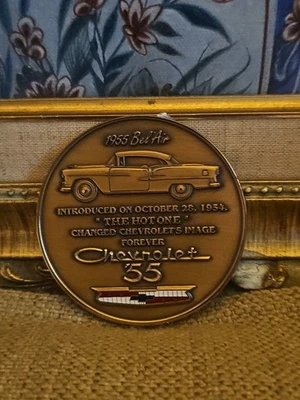 1955 Bel Air
INTRODUCED ON OCTOBER 28, 1954.
"THE HOT ONE"
CHANGED CHEVROLET'S IMAGE
FOREVER
Chevrolet
'55